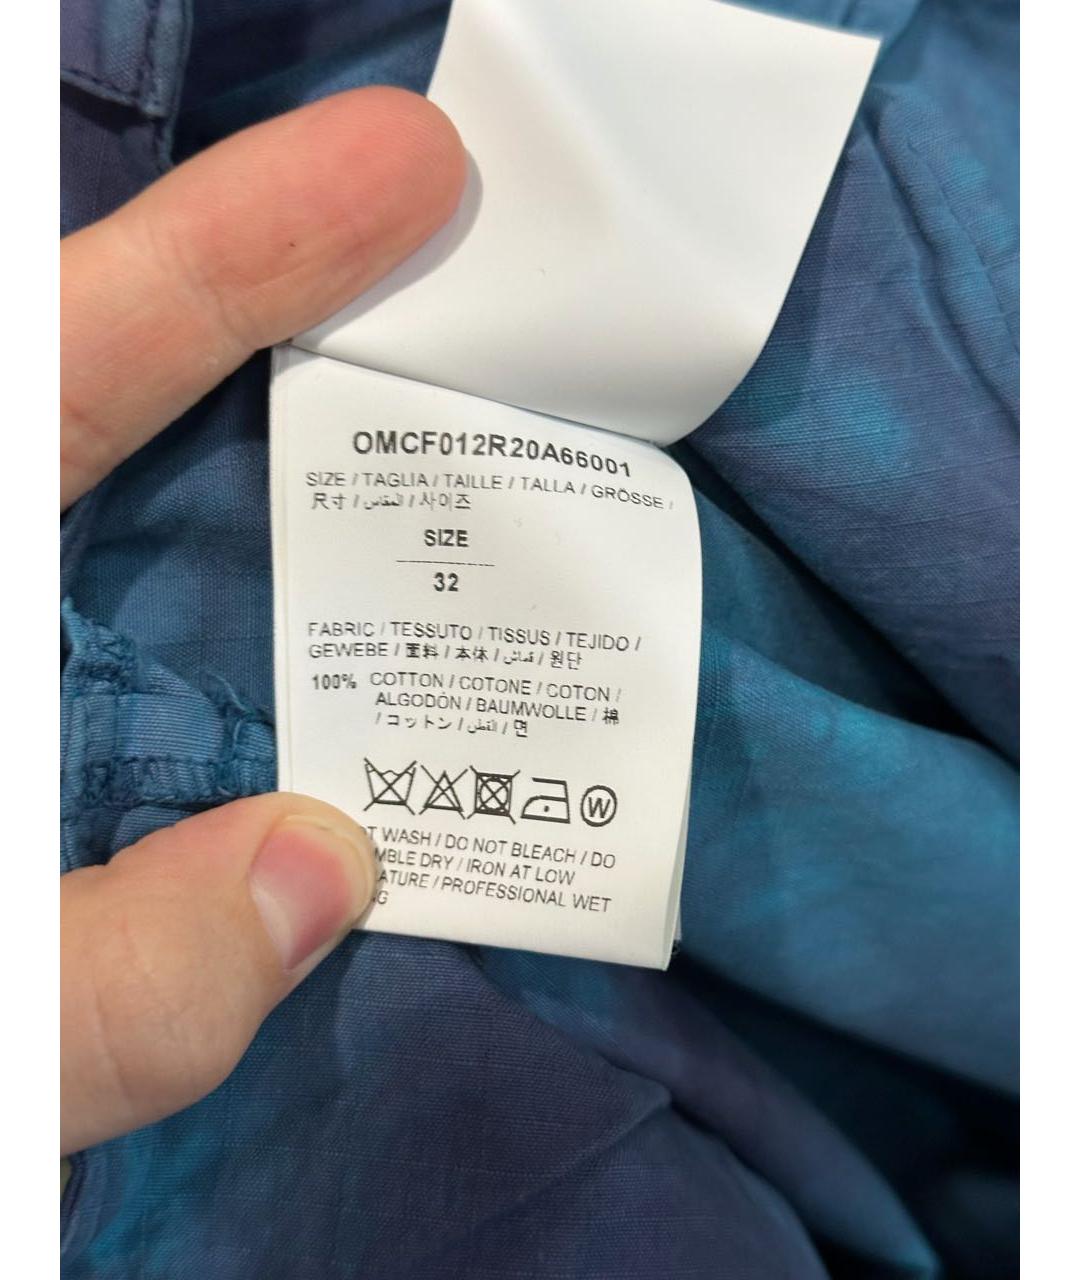 OMCF012R20A66001
SIZE / TAGLIA / TAILLE / TALLA / GRÖSSE /
尺寸 / المقاس / 사이즈
SIZE
32
FABRIC / TESSUTO / TISSUS / TEJIDO /
GEWEBE / 面料 / 本体 / قماش / 원단
100% COTTON / COTONE / COTON /
ALGODÓN / BAUMWOLLE / 棉
/ コットン / القطن / 면
W
WASH / DO NOT BLEACH / DO
DRY / IRON AT LOW
/ PROFESSIONAL WET